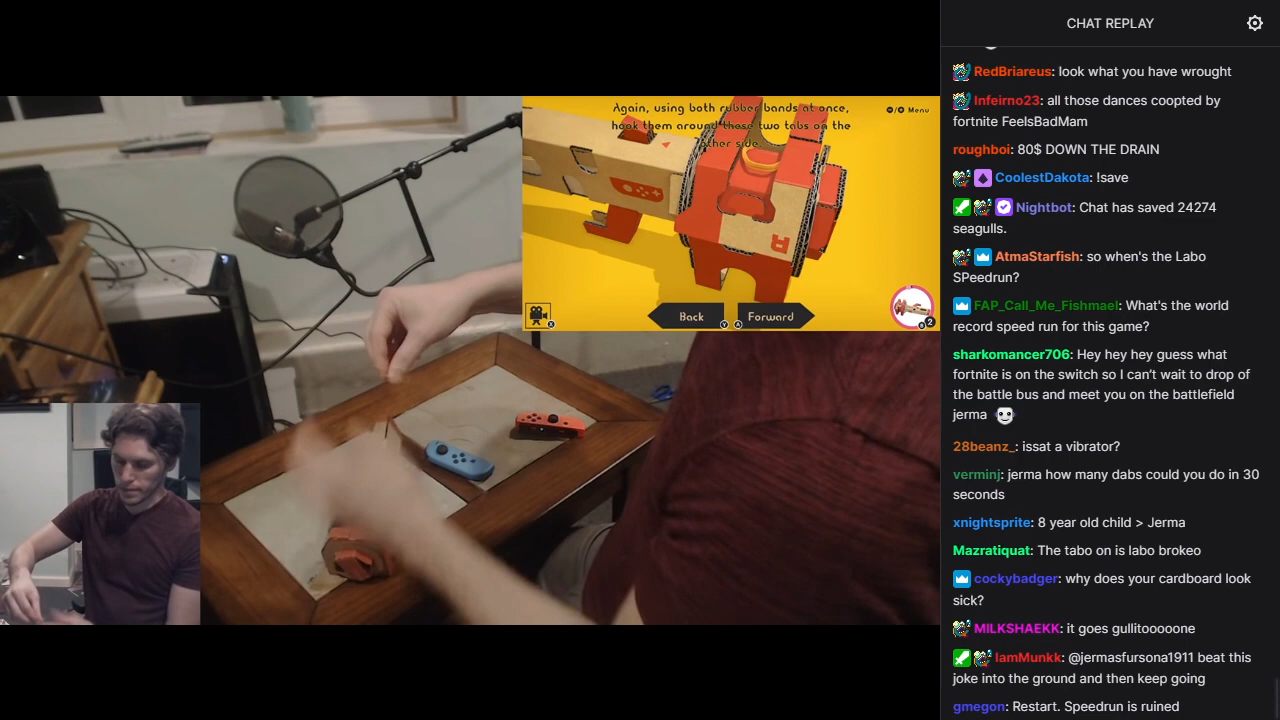 CHAT REPLAY
RedBriareus: look what you have wrought
Infeirno23: all those dances coopted by
fortnite FeelsBadMam
roughboi: 80$ DOWN THE DRAIN
CoolestDakota: !save
Nightbot: Chat has saved 24274
seagulls.
AtmaStarfish: so when's the Labo
SPeedrun?
FAP_Call_Me_Fishmael: What's the world
record speed run for this game?
sharkomancer706: Hey hey hey guess what
fortnite is on the switch so I can't wait to drop of
the battle bus and meet you on the battlefield
jerma
28beanz_: issat a vibrator?
verminj: jerma how many dabs could you do in 30
seconds
xnightsprite: 8 year old child > Jerma
Mazratiquat: The tabo on is labo brokeo
cockybadger: why does your cardboard look
sick?
MILKSHAEKK: it goes gullitooooone
IamMunkk: @jermasfursona1911 beat this
joke into the ground and then keep going
gmegon: Restart. Speedrun is ruined
Again, using both rubber bands at once,
hook them around these two tabs on the
other side.
Menu
Back
Y
A
Forward
X
B
2